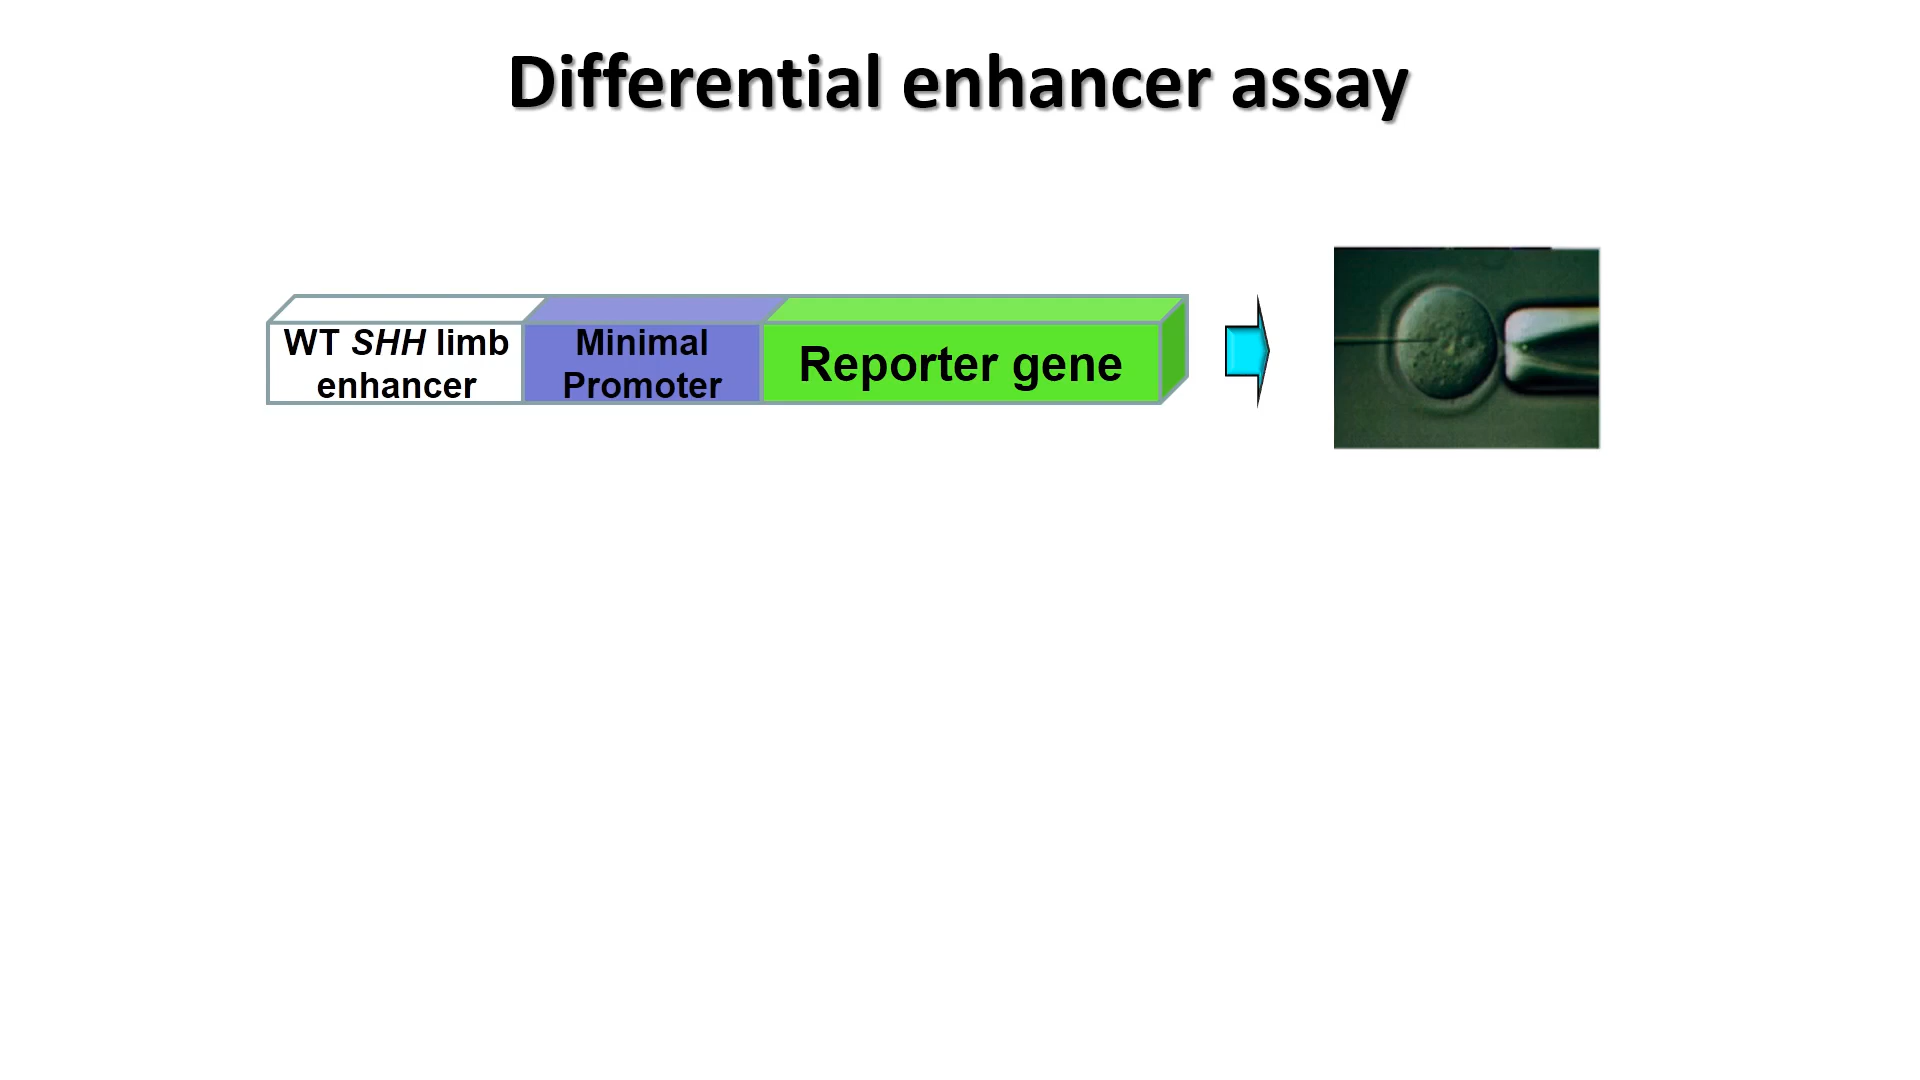 Differential enhancer assay
WT SHH limb
enhancer
Minimal
Promoter
Reporter gene